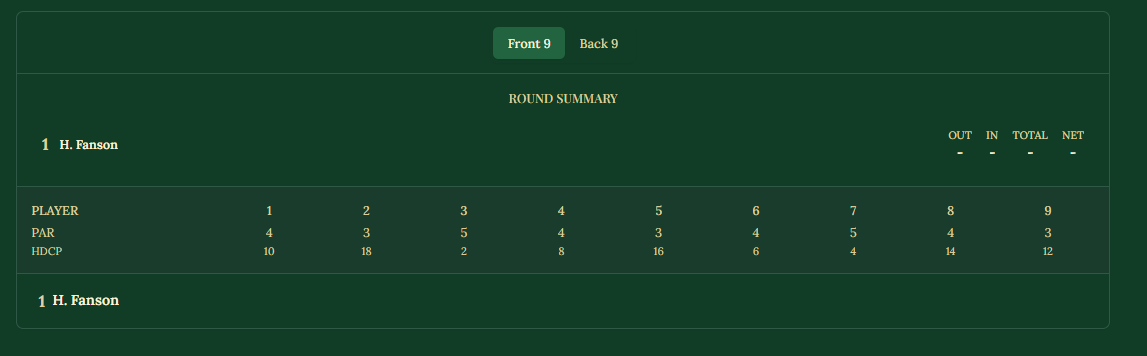 Front 9 Back 9
ROUND SUMMARY
1 H. Fanson
OUT IN TOTAL NET
- - - -
PLAYER 1 2 3 4 5 6 7 8 9
PAR 4 3 5 4 3 4 5 4 3
HDCP 10 18 2 8 16 6 4 14 12
1 H. Fanson